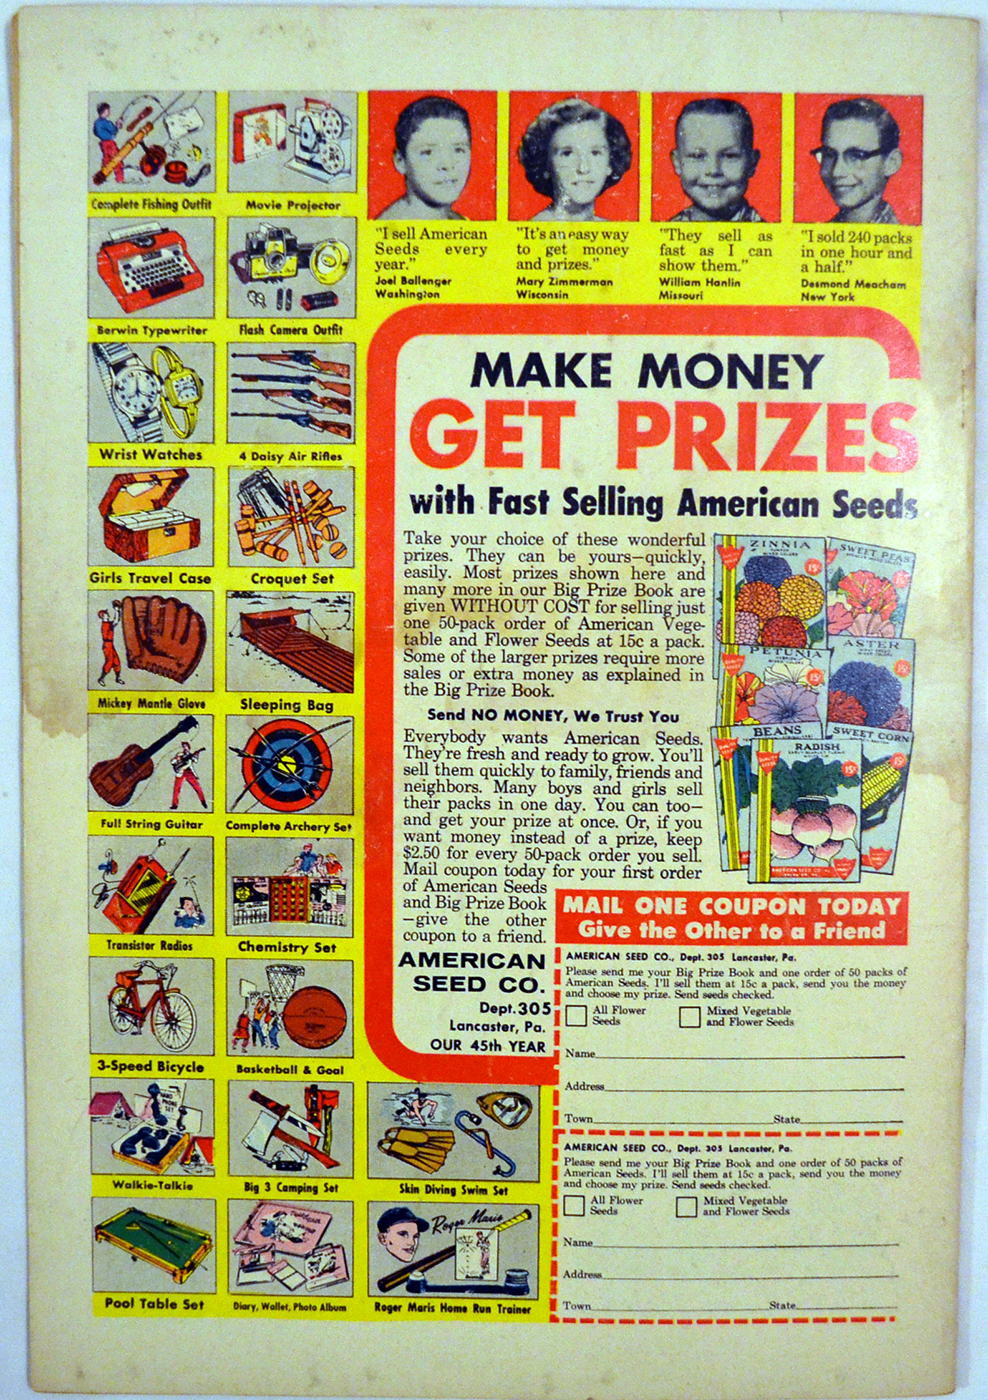 Complete Fishing Outfit
Movie Projector
Berwin Typewriter
Flash Camera Outfit
Wrist Watches
4 Daisy Air Rifles
Girls Travel Case
Croquet Set
Mickey Mantle Glove
Sleeping Bag
Full String Guitar
Complete Archery Set
Transistor Radios
Chemistry Set
3-Speed Bicycle
Basketball & Goal
Walkie-Talkie
Big 3 Camping Set
Skin Diving Swim Set
Pool Table Set
Diary, Wallet, Photo Album
Roger Maris
Roger Maris Home Run Trainer
"I sell American
Seeds every
year."
Joel Ballenger
Washington
"It's an easy way
to get money
and prizes."
Mary Zimmerman
Wisconsin
"They sell as
fast as I can
show them."
William Hanlin
Missouri
"I sold 240 packs
in one hour and
a half."
Desmond Meacham
New York
MAKE MONEY
GET PRIZES
with Fast Selling American Seeds
Take your choice of these wonderful
prizes. They can be yours—quickly,
easily. Most prizes shown here and
many more in our Big Prize Book are
given WITHOUT COST for selling just
one 50-pack order of American Vege-
table and Flower Seeds at 15c a pack.
Some of the larger prizes require more
sales or extra money as explained in
the Big Prize Book.
Send NO MONEY, We Trust You
Everybody wants American Seeds.
They're fresh and ready to grow. You'll
sell them quickly to family, friends and
neighbors. Many boys and girls sell
their packs in one day. You can too—
and get your prize at once. Or, if you
want money instead of a prize, keep
$2.50 for every 50-pack order you sell.
Mail coupon today for your first order
of American Seeds
and Big Prize Book
—give the other
coupon to a friend.
AMERICAN
SEED CO.
Dept. 305
Lancaster, Pa.
OUR 45th YEAR
ZINNIA
15¢
SWEET PEAS
15¢
PETUNIA
15¢
ASTER
15¢
BEANS
SWEET CORN
RADISH
15¢
AMERICAN SEED CO.
MAIL ONE COUPON TODAY
Give the Other to a Friend
AMERICAN SEED CO., Dept. 305 Lancaster, Pa.
Please send me your Big Prize Book and one order of 50 packs of
American Seeds. I'll sell them at 15c a pack, send you the money
and choose my prize. Send seeds checked.
All Flower
Seeds
Mixed Vegetable
and Flower Seeds
Name
Address
Town State
AMERICAN SEED CO., Dept. 305 Lancaster, Pa.
Please send me your Big Prize Book and one order of 50 packs of
American Seeds. I'll sell them at 15c a pack, send you the money
and choose my prize. Send seeds checked.
All Flower
Seeds
Mixed Vegetable
and Flower Seeds
Name
Address
Town State